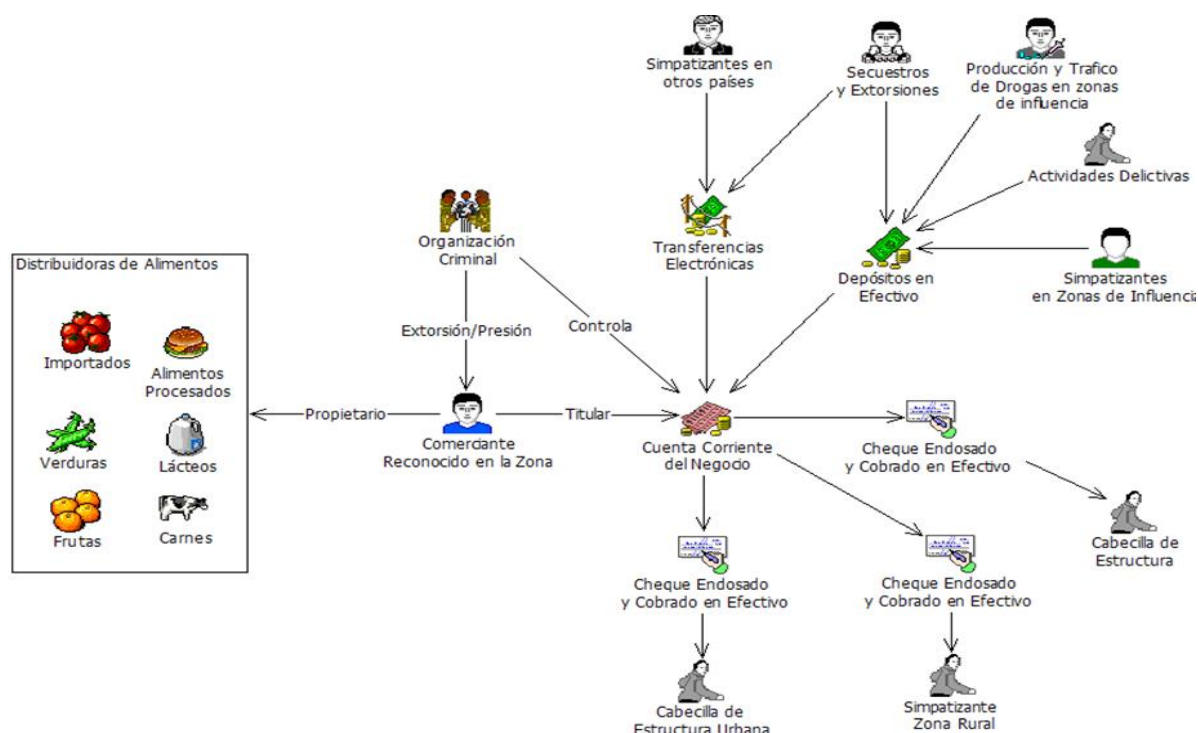 Simpatizantes en
otros países
Secuestros
y Extorsiones
Producción y Trafico
de Drogas en zonas
de influencia
Actividades Delictivas
Organización
Criminal
Transferencias
Electrónicas
Depósitos en
Efectivo
Simpatizantes
en Zonas de Influencia
Distribuidoras de Alimentos
Importados
Alimentos
Procesados
Verduras
Lácteos
Frutas
Carnes
Extorsión/Presión
Controla
Propietario
Comerciante
Reconocido en la Zona
Titular
Cuenta Corriente
del Negocio
Cheque Endosado
y Cobrado en Efectivo
Cabecilla de
Estructura
Cheque Endosado
y Cobrado en Efectivo
Cheque Endosado
y Cobrado en Efectivo
Cabecilla de
Estructura Urbana
Simpatizante
Zona Rural